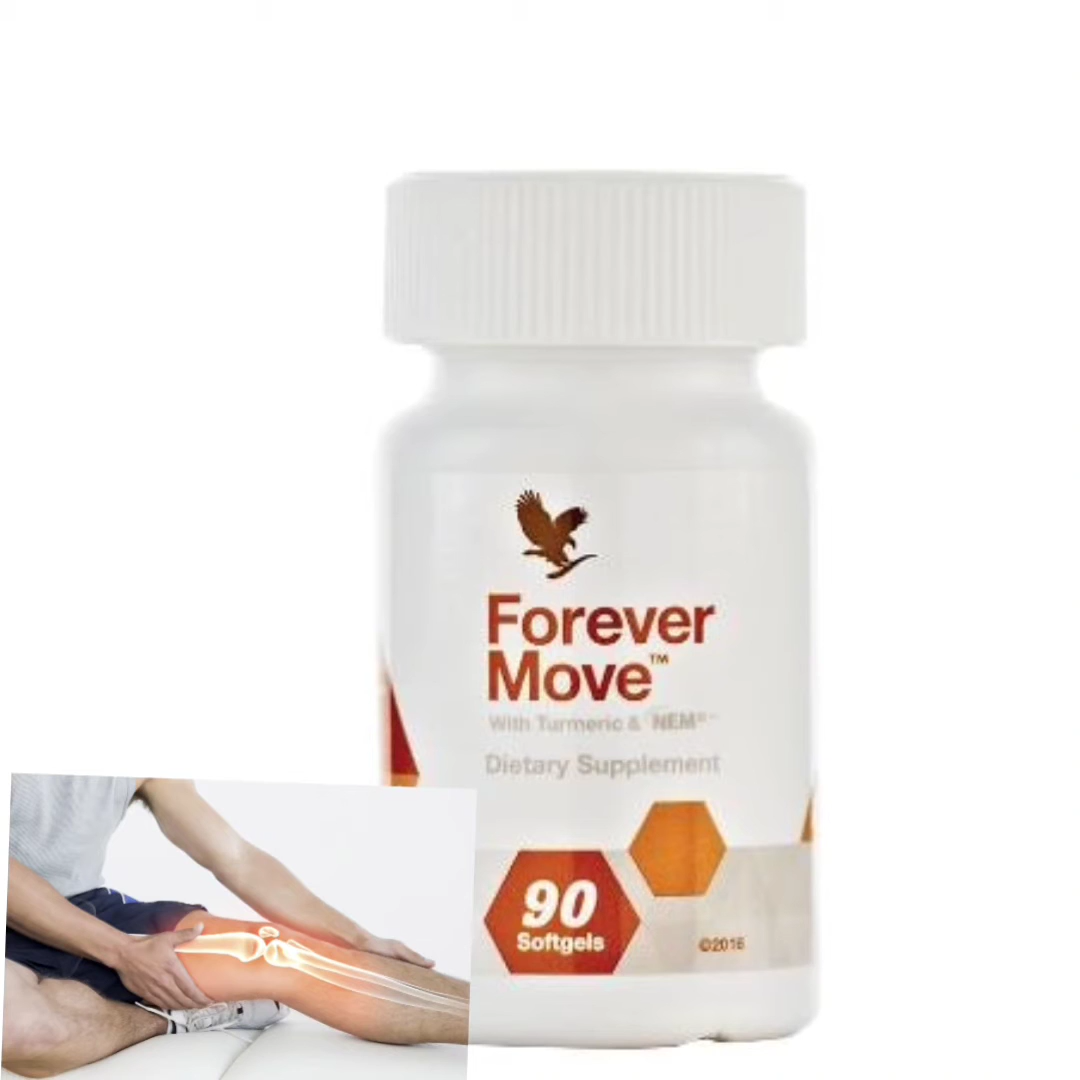 Forever
Move™
With Turmeric & NEM®
Dietary Supplement
90
Softgels
©2016